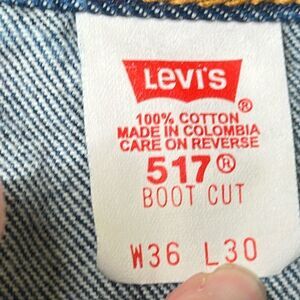 LEVI'S
®
100% COTTON
MADE IN COLOMBIA
CARE ON REVERSE
517®
BOOT CUT
W36 L30